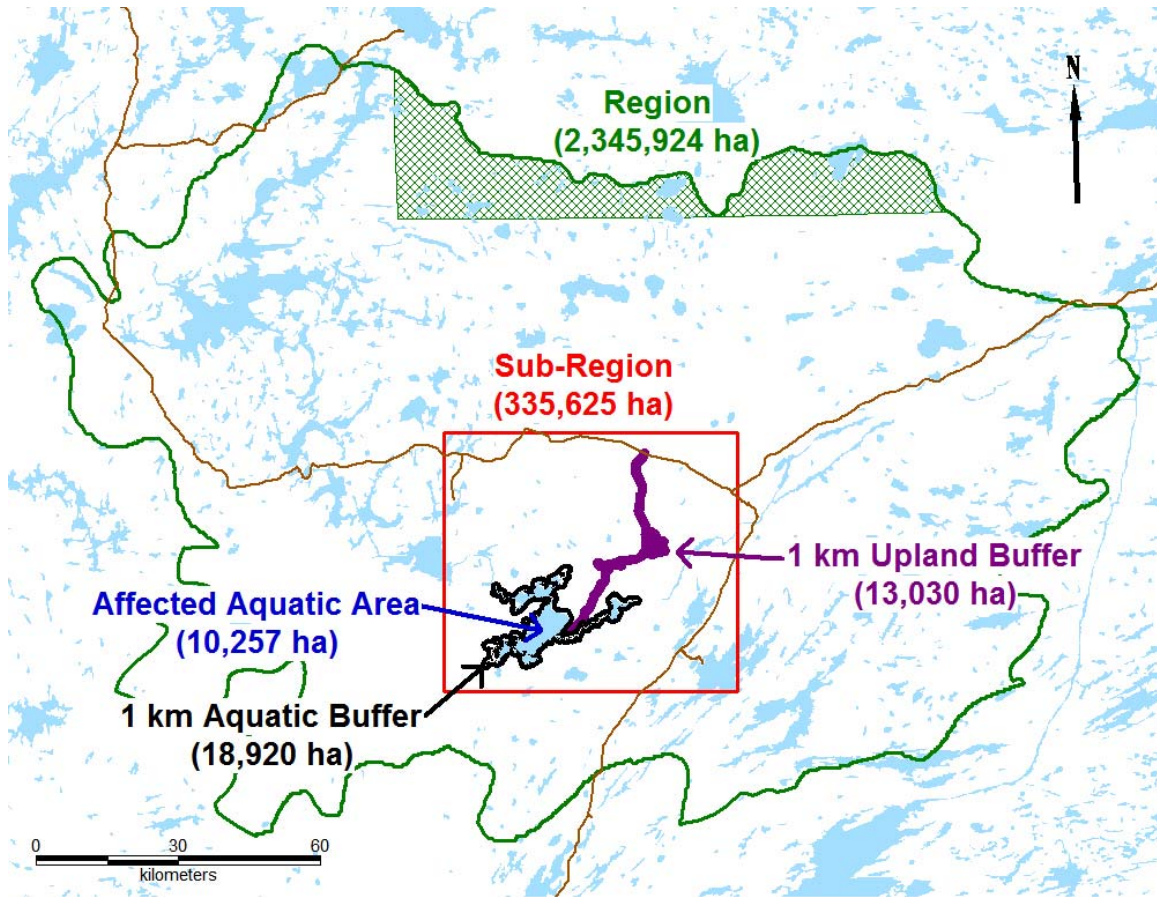 Region
(2,345,924 ha)
N
Sub-Region
(335,625 ha)
1 km Upland Buffer
(13,030 ha)
Affected Aquatic Area
(10,257 ha)
1 km Aquatic Buffer
(18,920 ha)
0 30 60
kilometers